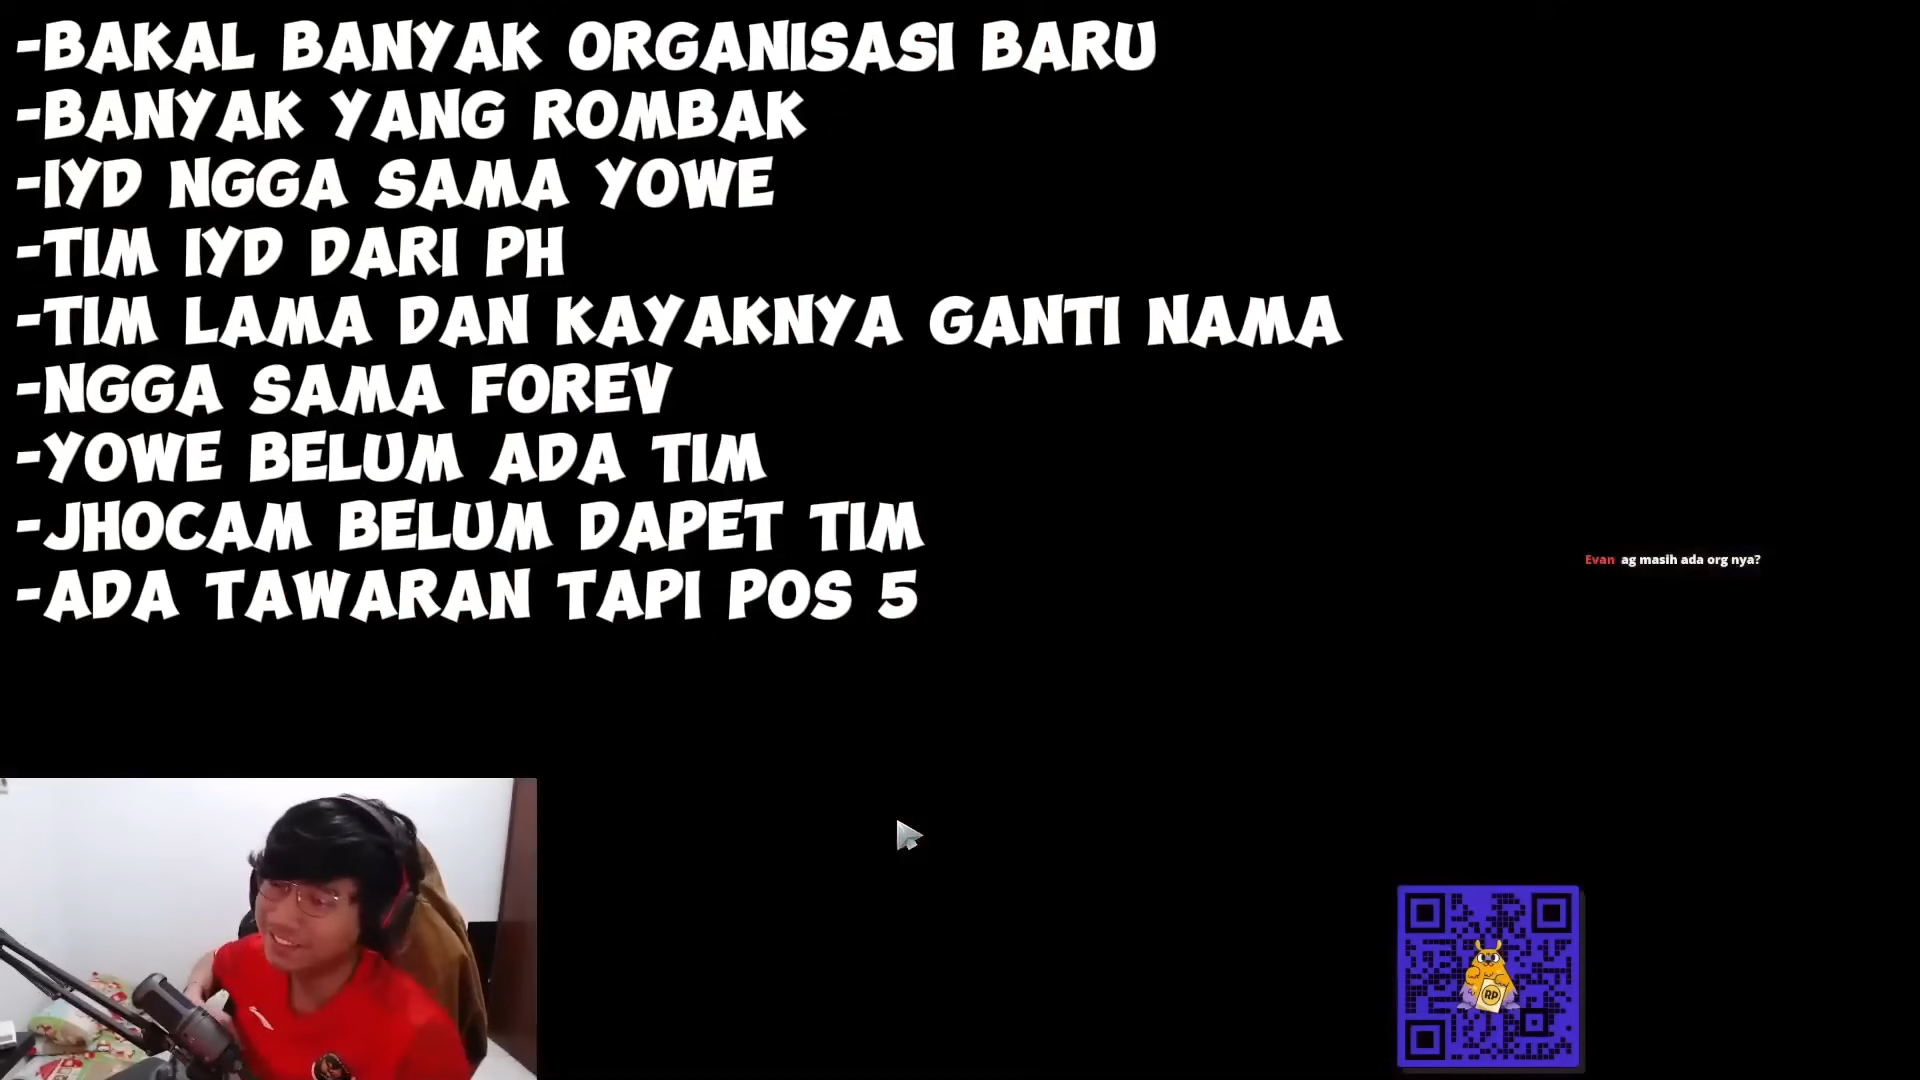 -BAKAL BANYAK ORGANISASI BARU
-BANYAK YANG ROMBAK
-IYD NGGA SAMA YOWE
-TIM IYD DARI PH
-TIM LAMA DAN KAYAKNYA GANTI NAMA
-NGGA SAMA FOREV
-YOWE BELUM ADA TIM
-JHOCAM BELUM DAPET TIM
-ADA TAWARAN TAPI POS 5
Evan ag masih ada org nya?
RP